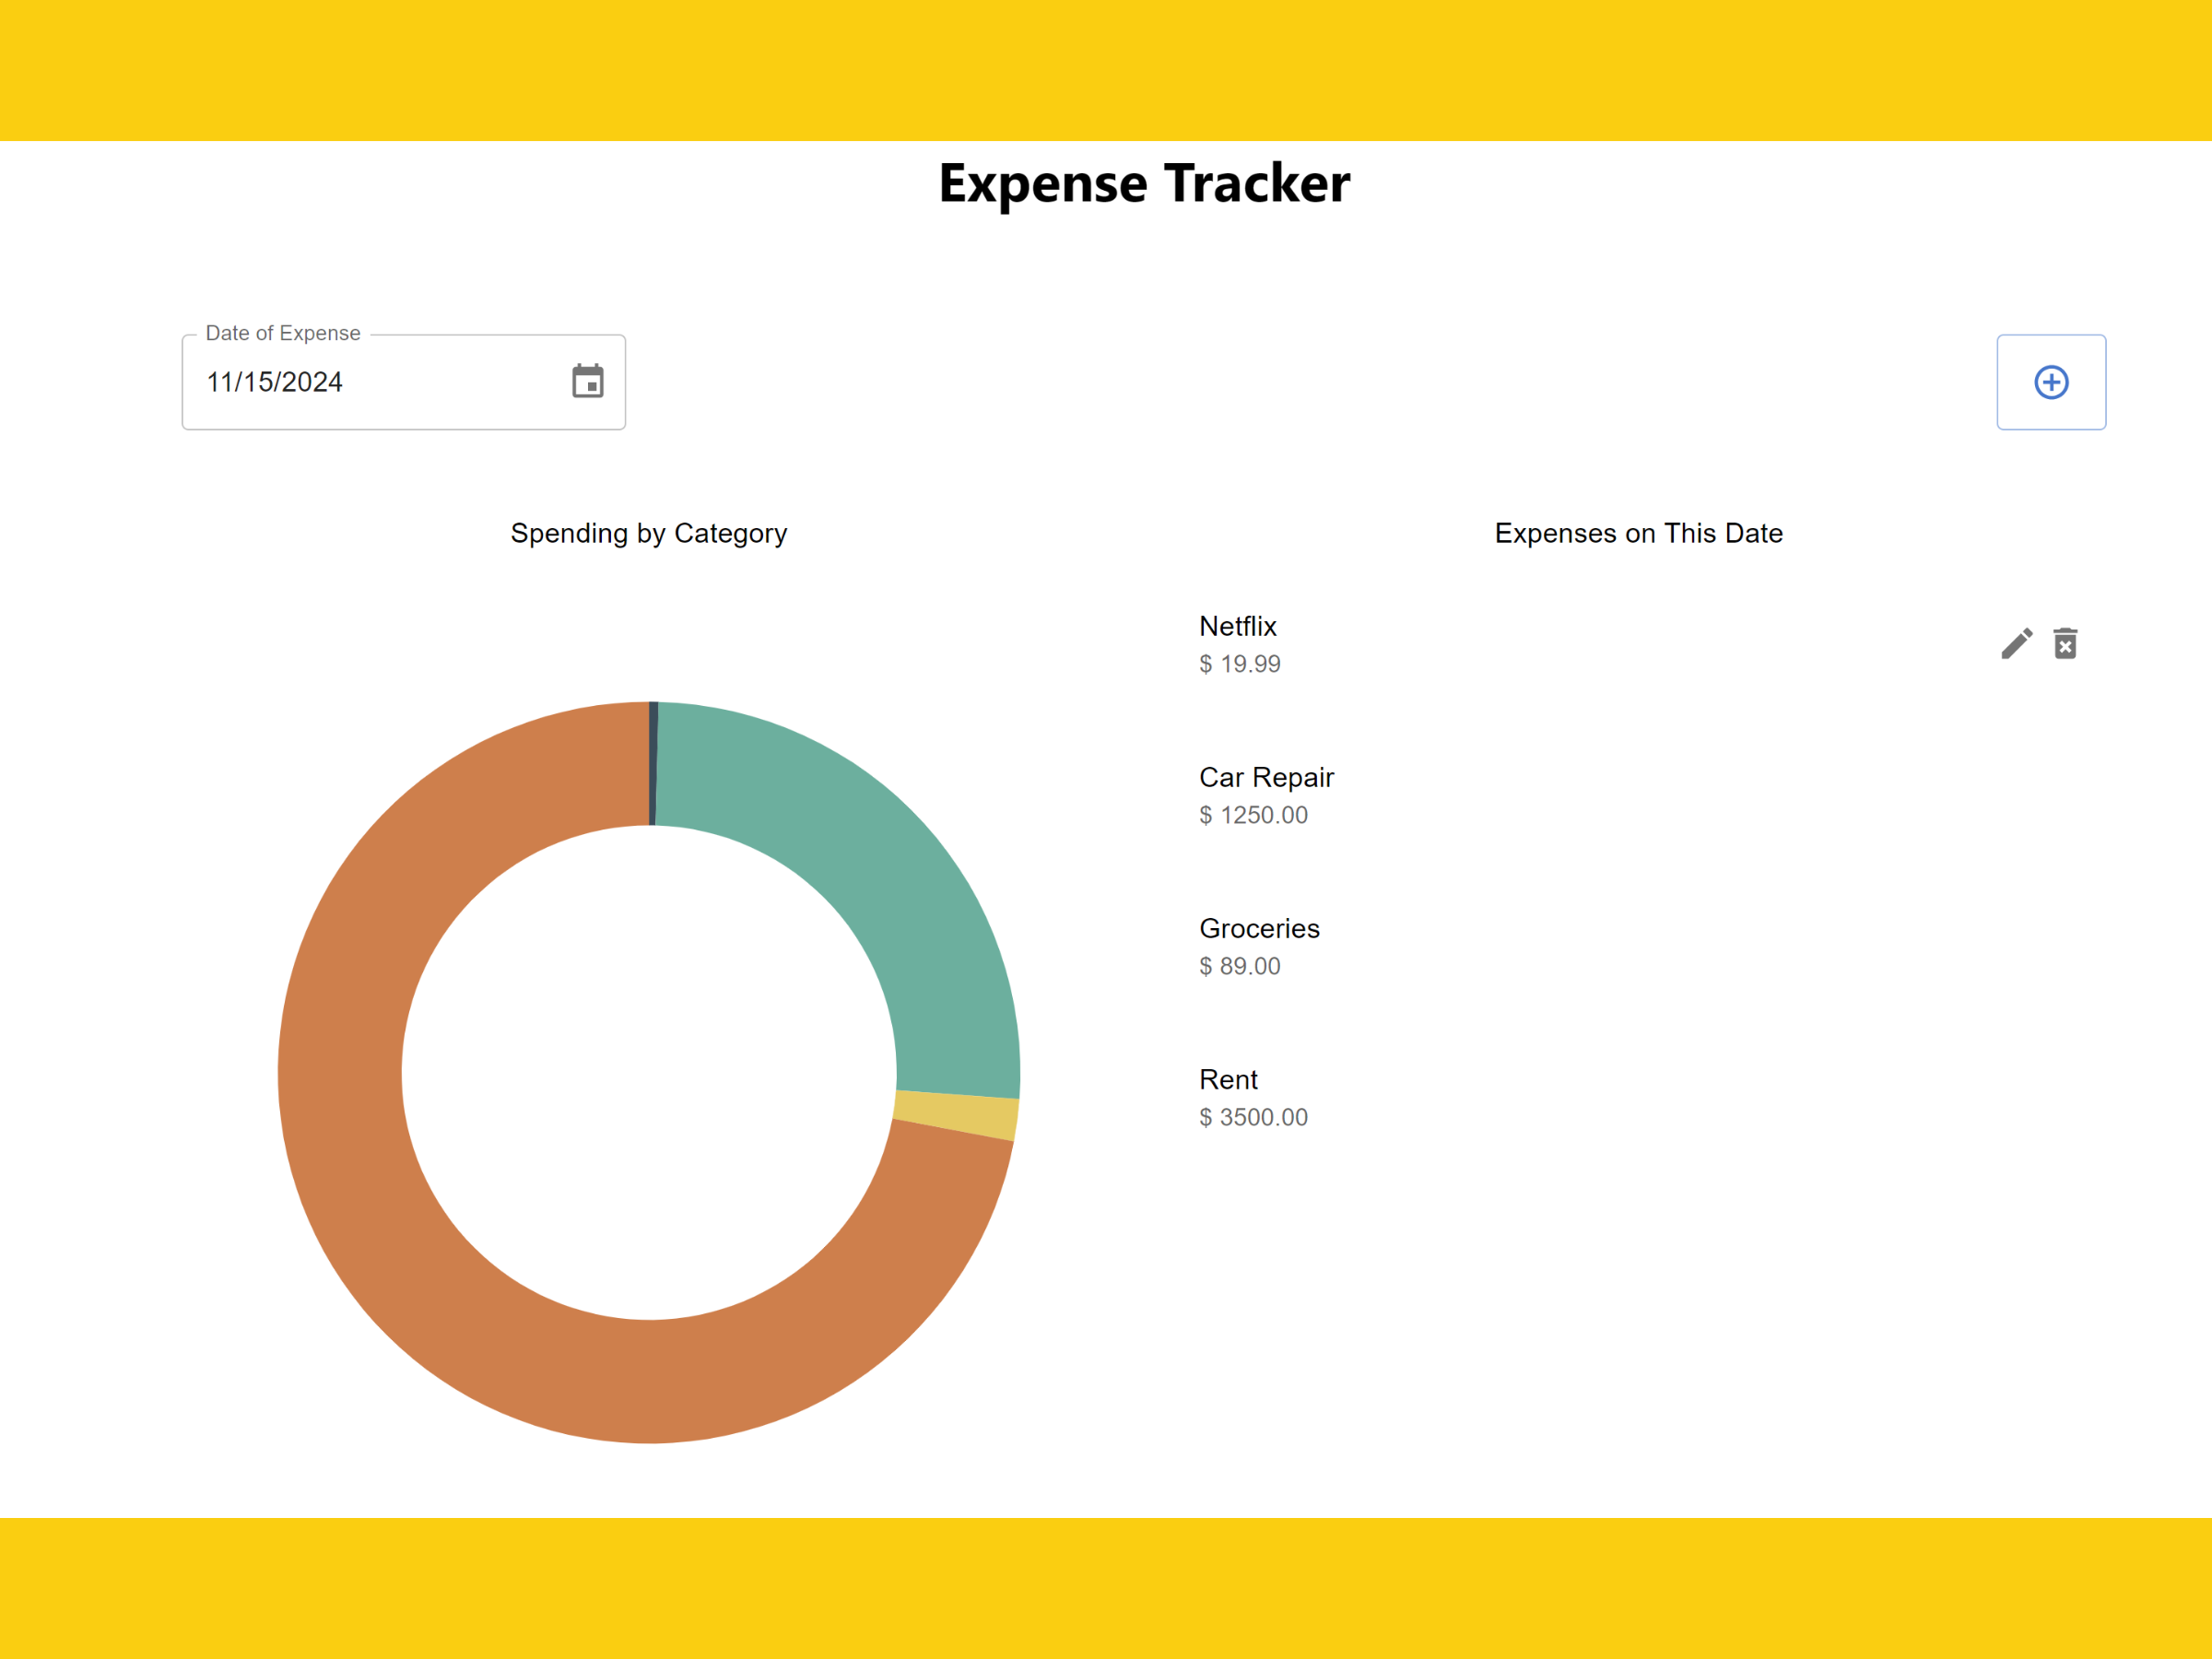 Expense Tracker
Date of Expense
11/15/2024
Spending by Category
Expenses on This Date
Netflix
$ 19.99
Car Repair
$ 1250.00
Groceries
$ 89.00
Rent
$ 3500.00